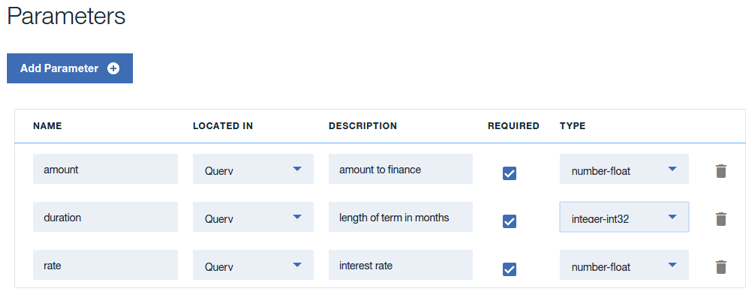 Parameters
Add Parameter
NAME LOCATED IN DESCRIPTION REQUIRED TYPE
amount Query amount to finance number-float
duration Query length of term in months integer-int32
rate Query interest rate number-float